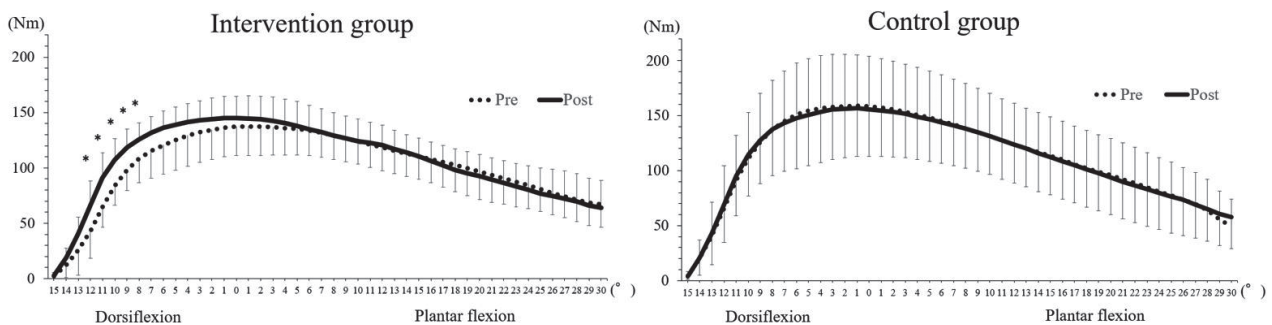 Intervention group
(Nm)
200
150
100
50
0
* * * * *
Pre Post
15 14 13 12 11 10 9 8 7 6 5 4 3 2 1 0 1 2 3 4 5 6 7 8 9 10 11 12 13 14 15 16 17 18 19 20 21 22 23 24 25 26 27 28 29 30 (° )
Dorsiflexion Plantar flexion
Control group
(Nm)
200
150
100
50
0
Pre Post
15 14 13 12 11 10 9 8 7 6 5 4 3 2 1 0 1 2 3 4 5 6 7 8 9 10 11 12 13 14 15 16 17 18 19 20 21 22 23 24 25 26 27 28 29 30 (° )
Dorsiflexion Plantar flexion